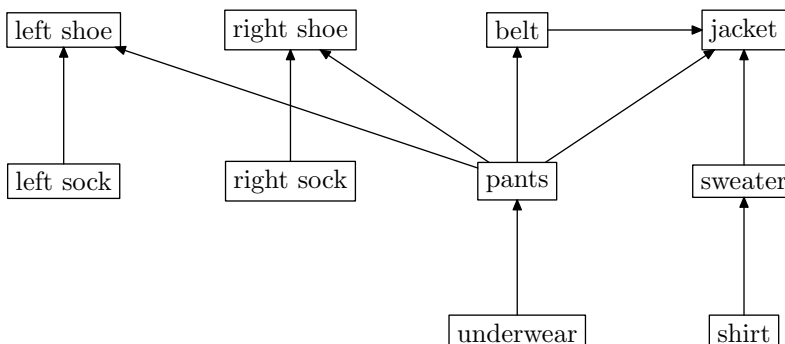 left shoe
right shoe
belt
jacket
left sock
right sock
pants
sweater
underwear
shirt